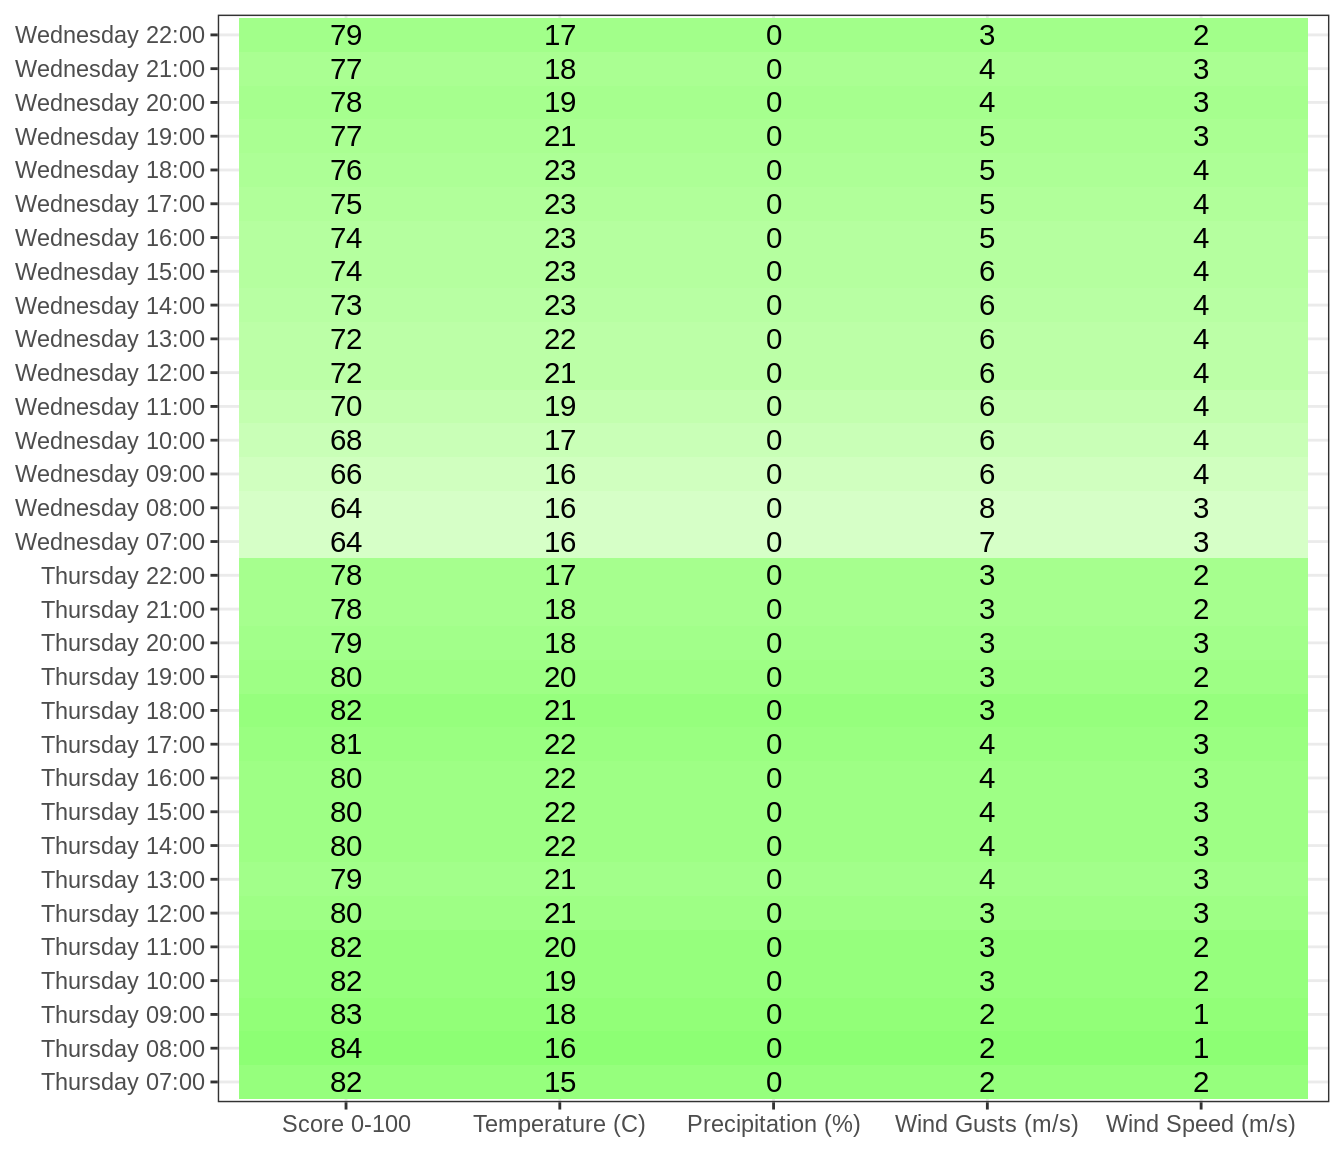 Wednesday 22:00 79 17 0 3 2
Wednesday 21:00 77 18 0 4 3
Wednesday 20:00 78 19 0 4 3
Wednesday 19:00 77 21 0 5 3
Wednesday 18:00 76 23 0 5 4
Wednesday 17:00 75 23 0 5 4
Wednesday 16:00 74 23 0 5 4
Wednesday 15:00 74 23 0 6 4
Wednesday 14:00 73 23 0 6 4
Wednesday 13:00 72 22 0 6 4
Wednesday 12:00 72 21 0 6 4
Wednesday 11:00 70 19 0 6 4
Wednesday 10:00 68 17 0 6 4
Wednesday 09:00 66 16 0 6 4
Wednesday 08:00 64 16 0 8 3
Wednesday 07:00 64 16 0 7 3
Thursday 22:00 78 17 0 3 2
Thursday 21:00 78 18 0 3 2
Thursday 20:00 79 18 0 3 3
Thursday 19:00 80 20 0 3 2
Thursday 18:00 82 21 0 3 2
Thursday 17:00 81 22 0 4 3
Thursday 16:00 80 22 0 4 3
Thursday 15:00 80 22 0 4 3
Thursday 14:00 80 22 0 4 3
Thursday 13:00 79 21 0 4 3
Thursday 12:00 80 21 0 3 3
Thursday 11:00 82 20 0 3 2
Thursday 10:00 82 19 0 3 2
Thursday 09:00 83 18 0 2 1
Thursday 08:00 84 16 0 2 1
Thursday 07:00 82 15 0 2 2
Score 0-100 Temperature (C) Precipitation (%) Wind Gusts (m/s) Wind Speed (m/s)